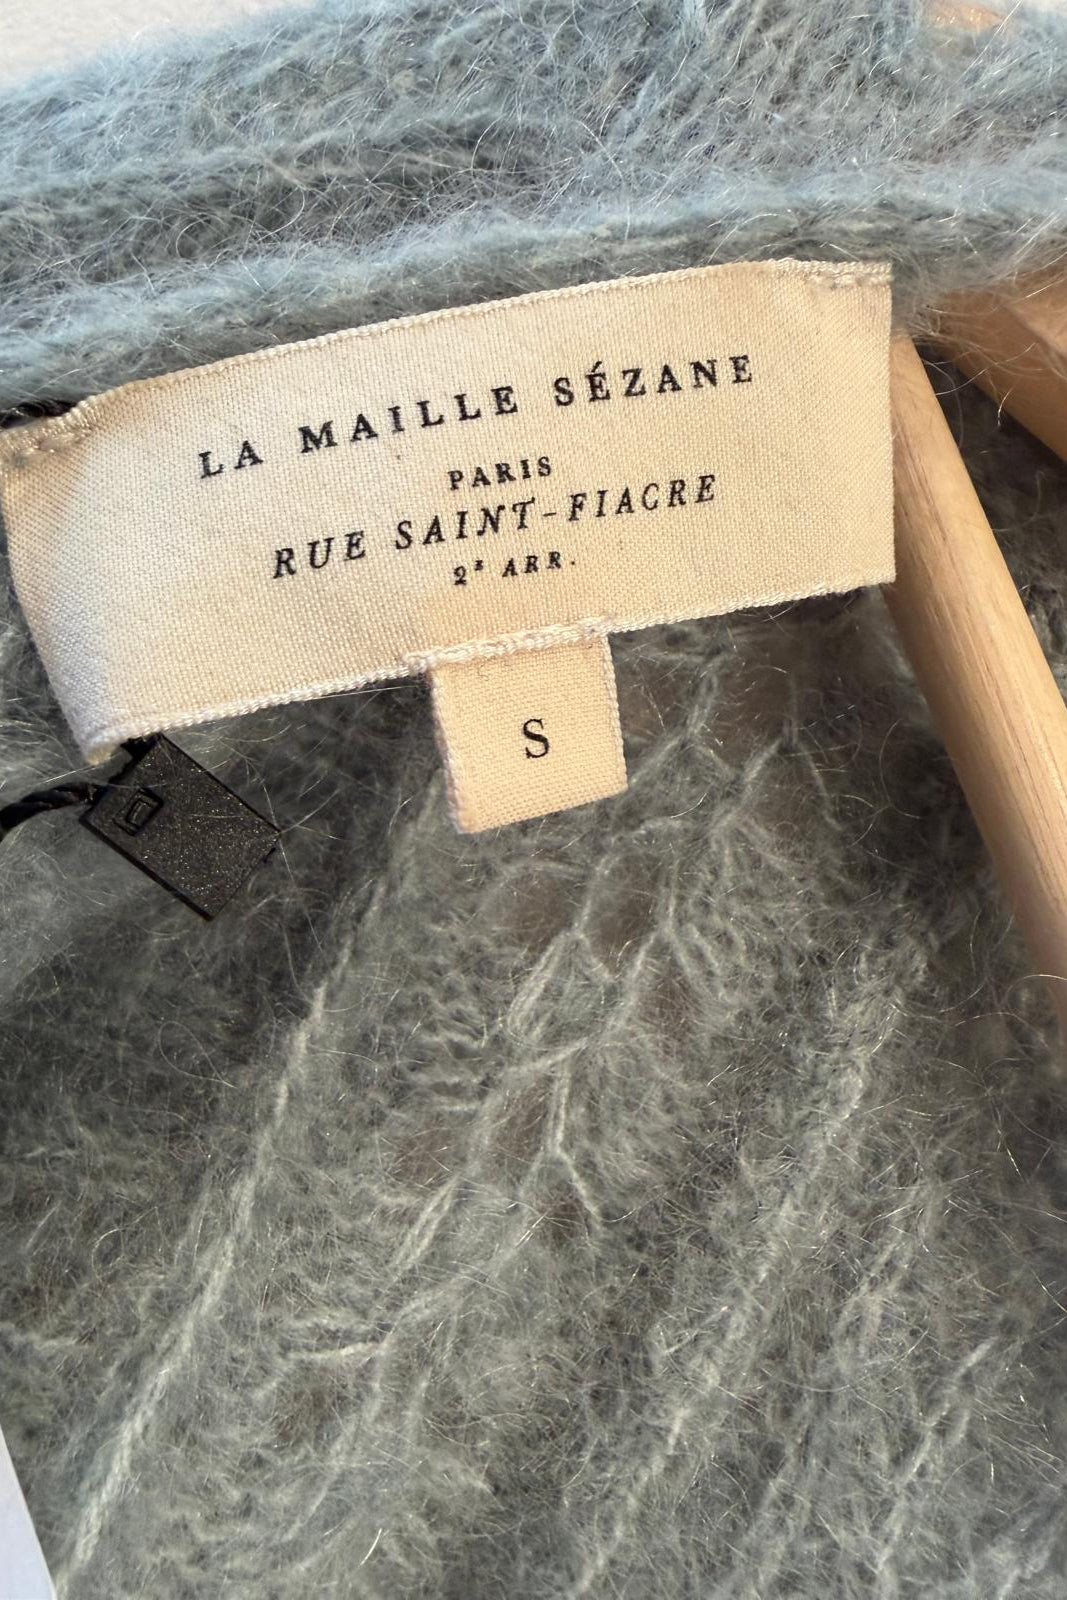 LA MAILLE SÉZANE
PARIS
RUE SAINT-FIACRE
2ᴱ ARR.
S